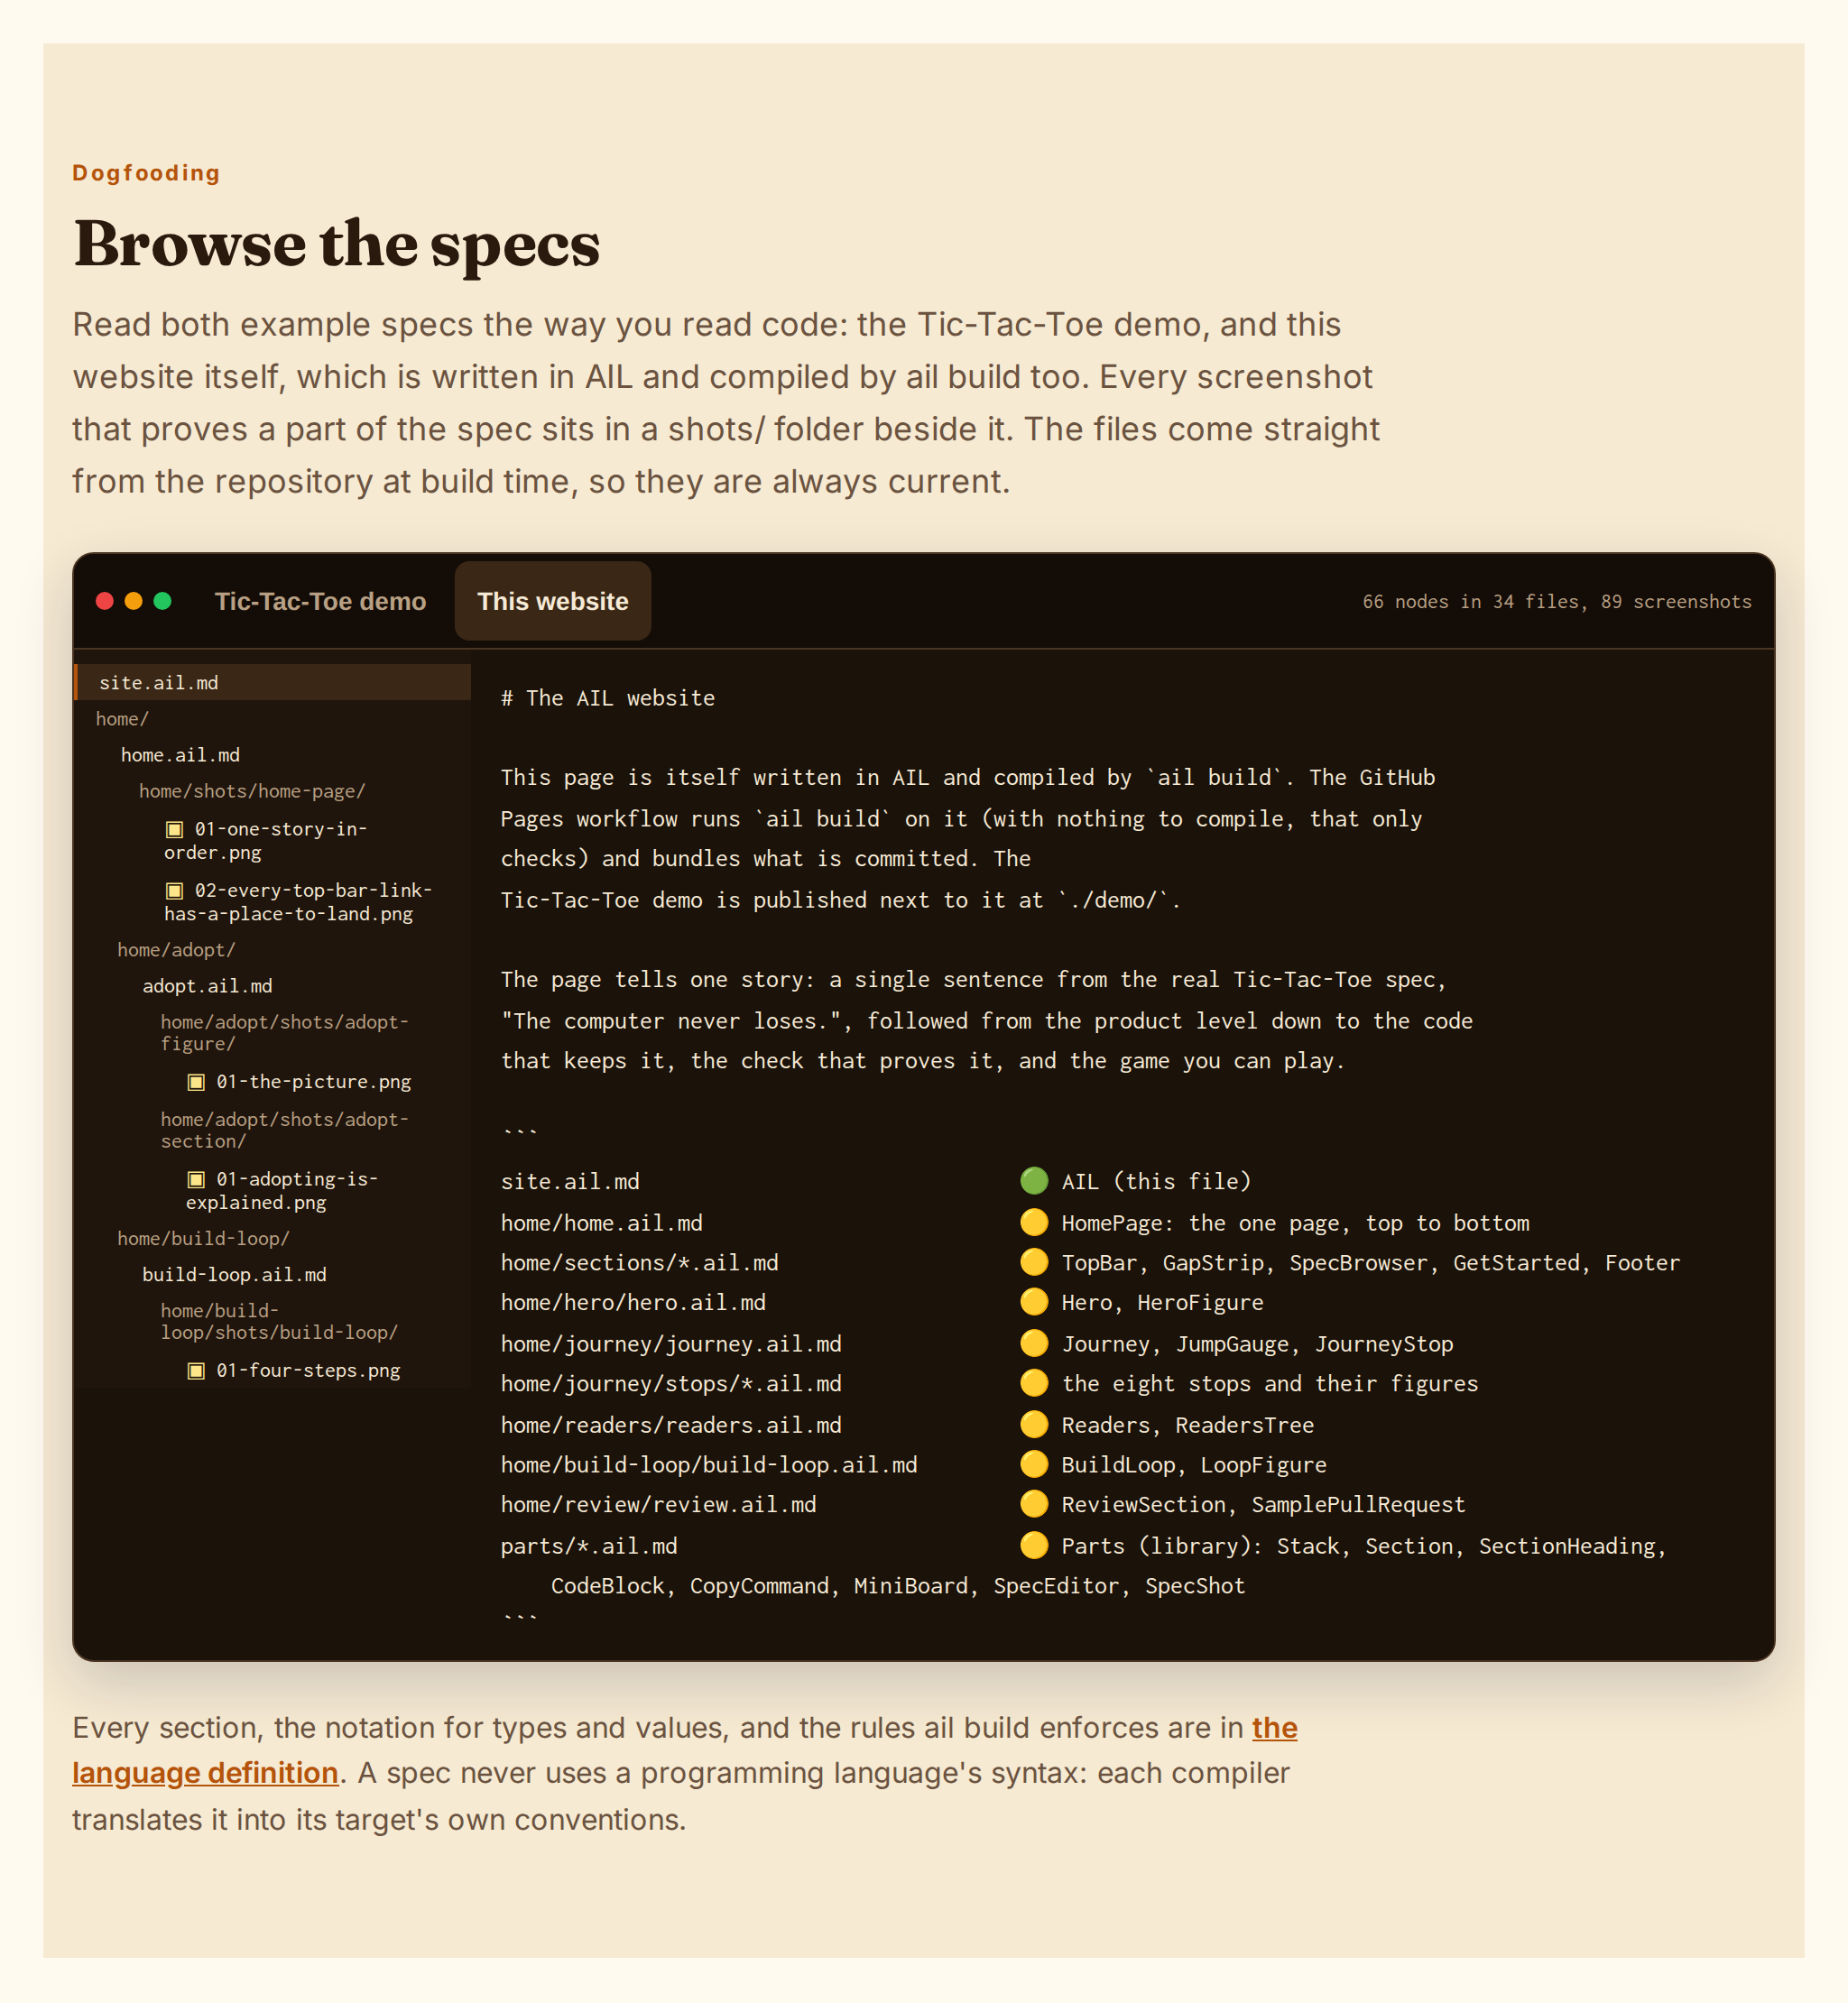 Dogfooding
Browse the specs
Read both example specs the way you read code: the Tic-Tac-Toe demo, and this
website itself, which is written in AIL and compiled by ail build too. Every screenshot
that proves a part of the spec sits in a shots/ folder beside it. The files come straight
from the repository at build time, so they are always current.
Tic-Tac-Toe demo
This website
66 nodes in 34 files, 89 screenshots
site.ail.md
home/
home.ail.md
home/shots/home-page/
▣ 01-one-story-in-
order.png
▣ 02-every-top-bar-link-
has-a-place-to-land.png
home/adopt/
adopt.ail.md
home/adopt/shots/adopt-
figure/
▣ 01-the-picture.png
home/adopt/shots/adopt-
section/
▣ 01-adopting-is-
explained.png
home/build-loop/
build-loop.ail.md
home/build-
loop/shots/build-loop/
▣ 01-four-steps.png
# The AIL website
This page is itself written in AIL and compiled by `ail build`. The GitHub
Pages workflow runs `ail build` on it (with nothing to compile, that only
checks) and bundles what is committed. The
Tic-Tac-Toe demo is published next to it at `./demo/`.
The page tells one story: a single sentence from the real Tic-Tac-Toe spec,
"The computer never loses.", followed from the product level down to the code
that keeps it, the check that proves it, and the game you can play.
```
site.ail.md 🟢 AIL (this file)
home/home.ail.md 🟡 HomePage: the one page, top to bottom
home/sections/*.ail.md 🟡 TopBar, GapStrip, SpecBrowser, GetStarted, Footer
home/hero/hero.ail.md 🟡 Hero, HeroFigure
home/journey/journey.ail.md 🟡 Journey, JumpGauge, JourneyStop
home/journey/stops/*.ail.md 🟡 the eight stops and their figures
home/readers/readers.ail.md 🟡 Readers, ReadersTree
home/build-loop/build-loop.ail.md 🟡 BuildLoop, LoopFigure
home/review/review.ail.md 🟡 ReviewSection, SamplePullRequest
parts/*.ail.md 🟡 Parts (library): Stack, Section, SectionHeading,
CodeBlock, CopyCommand, MiniBoard, SpecEditor, SpecShot
```
Every section, the notation for types and values, and the rules ail build enforces are in the
language definition. A spec never uses a programming language's syntax: each compiler
translates it into its target's own conventions.